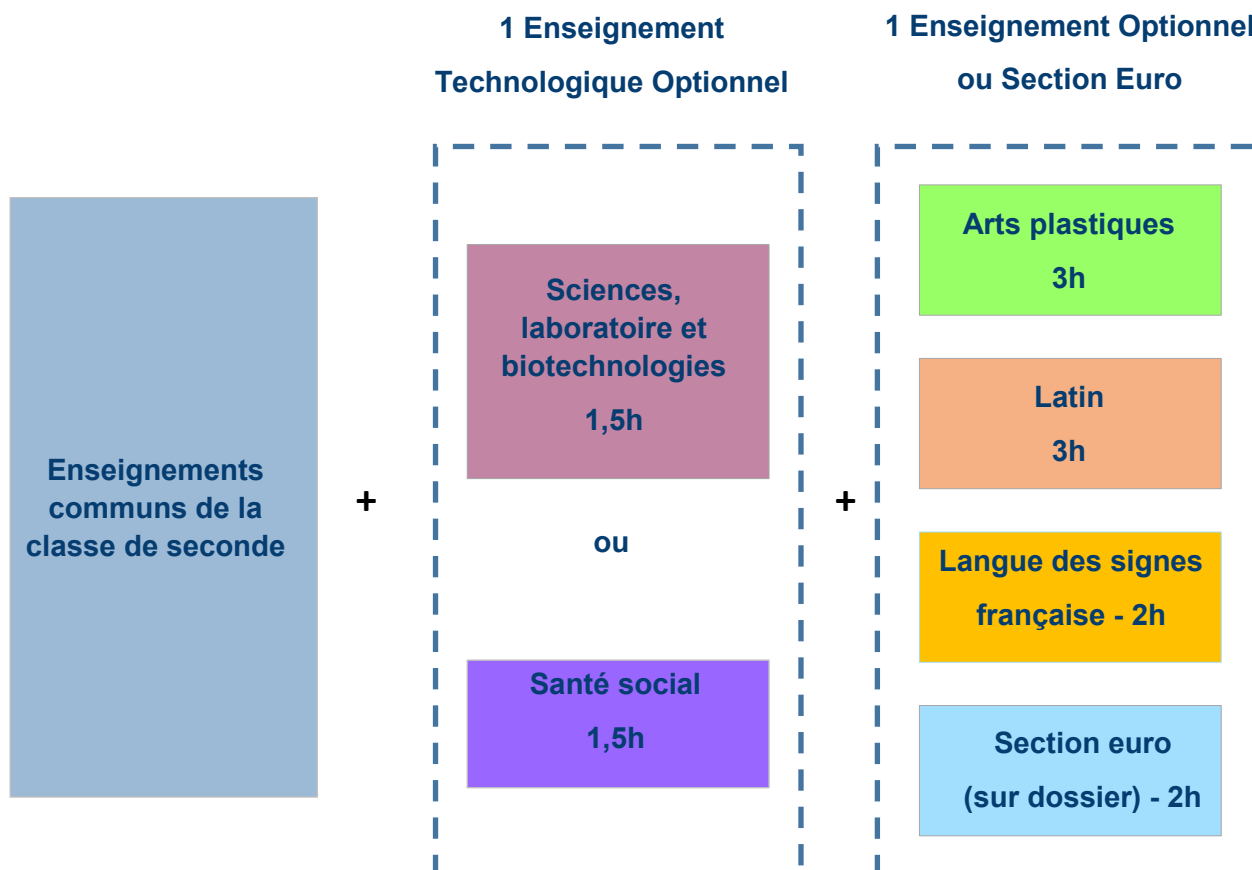 1 Enseignement
Technologique Optionnel
1 Enseignement Optionnel
ou Section Euro
Enseignements
communs de la
classe de seconde
+
Sciences,
laboratoire et
biotechnologies
1,5h
ou
Santé social
1,5h
+
Arts plastiques
3h
Latin
3h
Langue des signes
française - 2h
Section euro
(sur dossier) - 2h